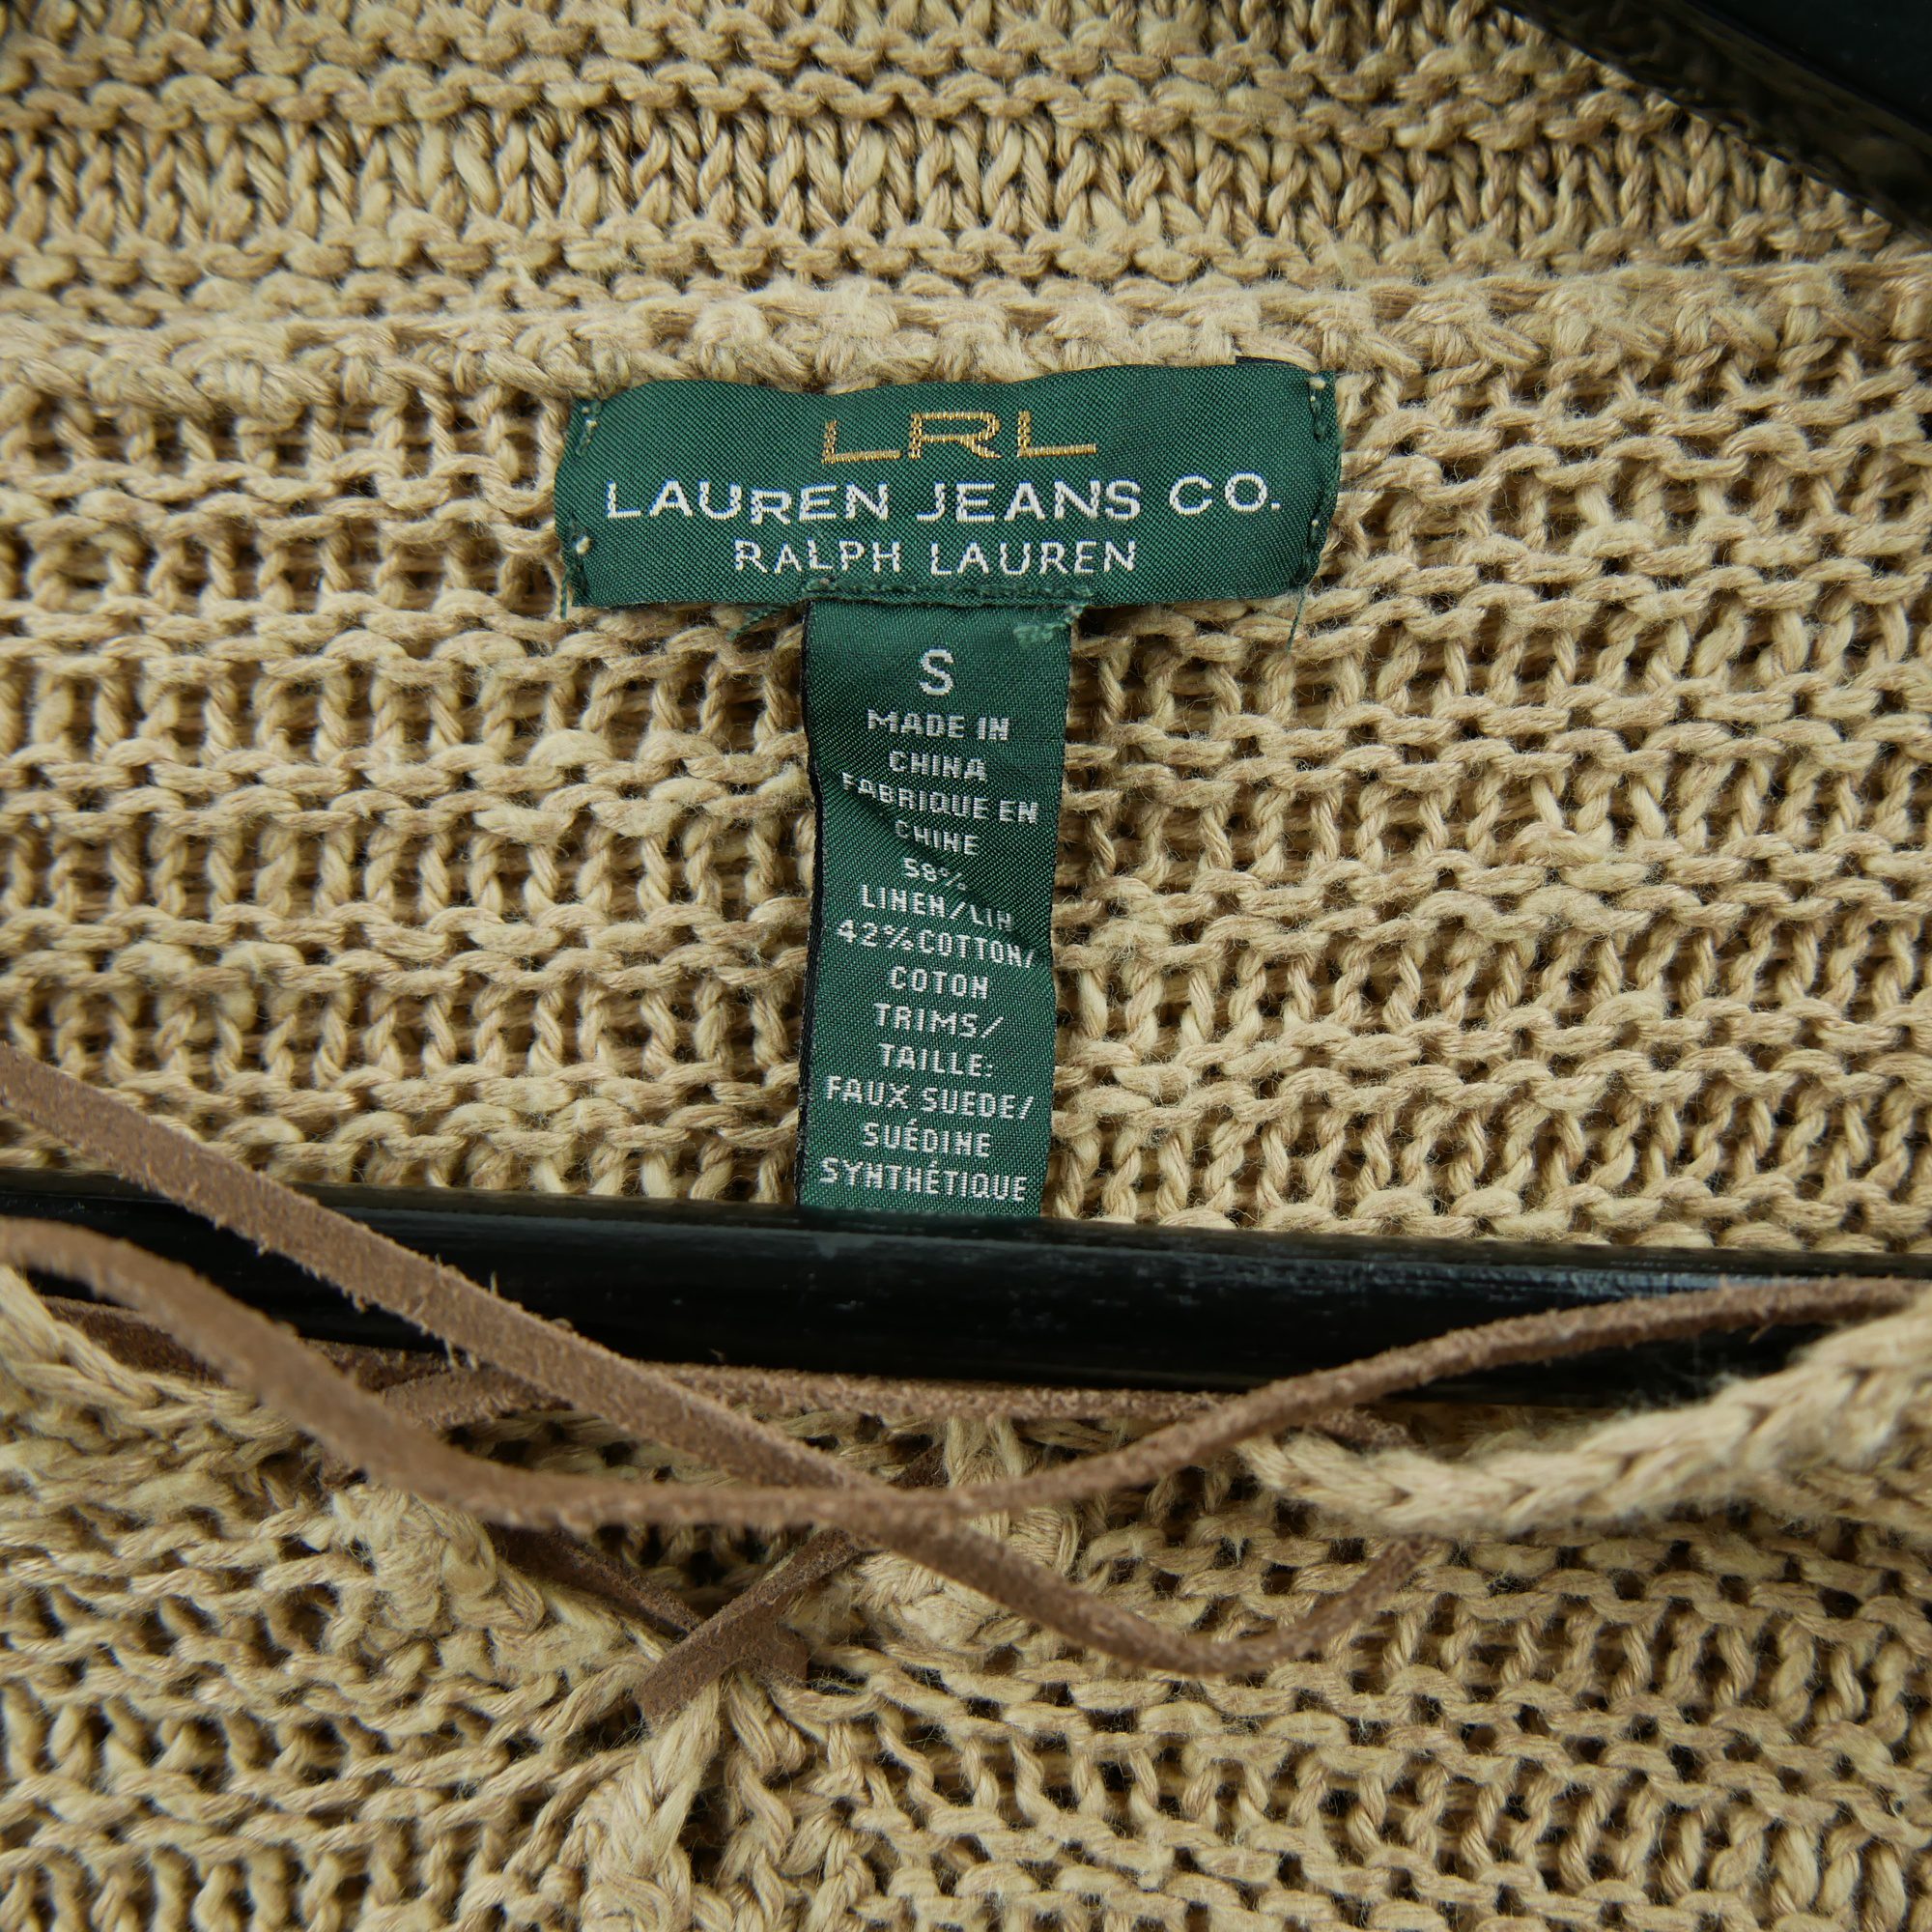 LRL
LAUREN JEANS CO.
RALPH LAUREN
S
MADE IN
CHINA
FABRIQUE EN
CHINE
58%
LINEN/LIN
42%COTTON/
COTON
TRIMS/
TAILLE:
FAUX SUEDE/
SUÉDINE
SYNTHÉTIQUE